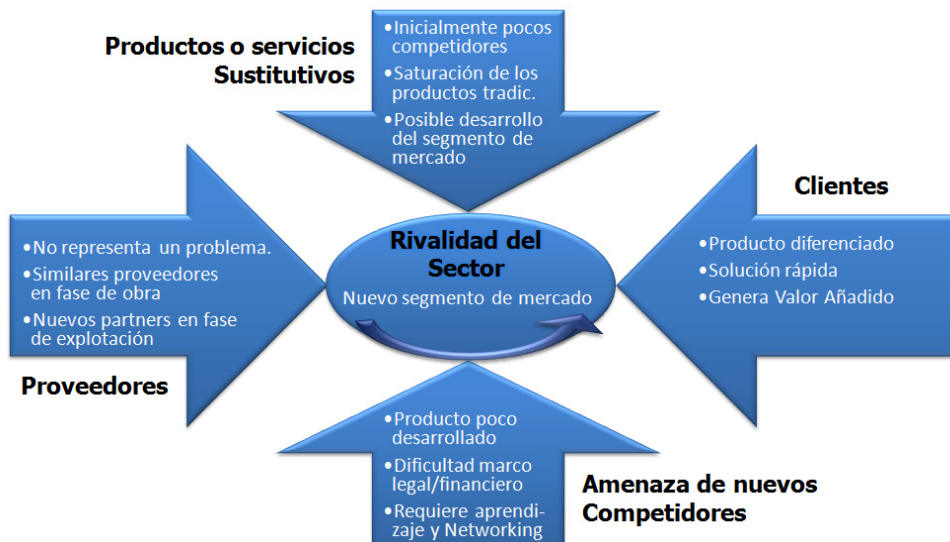 Productos o servicios
Sustitutivos
•Inicialmente pocos
competidores
•Saturación de los
productos tradic.
•Posible desarrollo
del segmento de
mercado
Clientes
•Producto diferenciado
•Solución rápida
•Genera Valor Añadido
Rivalidad del
Sector
Nuevo segmento de mercado
•No representa un problema.
•Similares proveedores
en fase de obra
•Nuevos partners en fase
de explotación
Proveedores
•Producto poco
desarrollado
•Dificultad marco
legal/financiero
•Requiere aprendi-
zaje y Networking
Amenaza de nuevos
Competidores